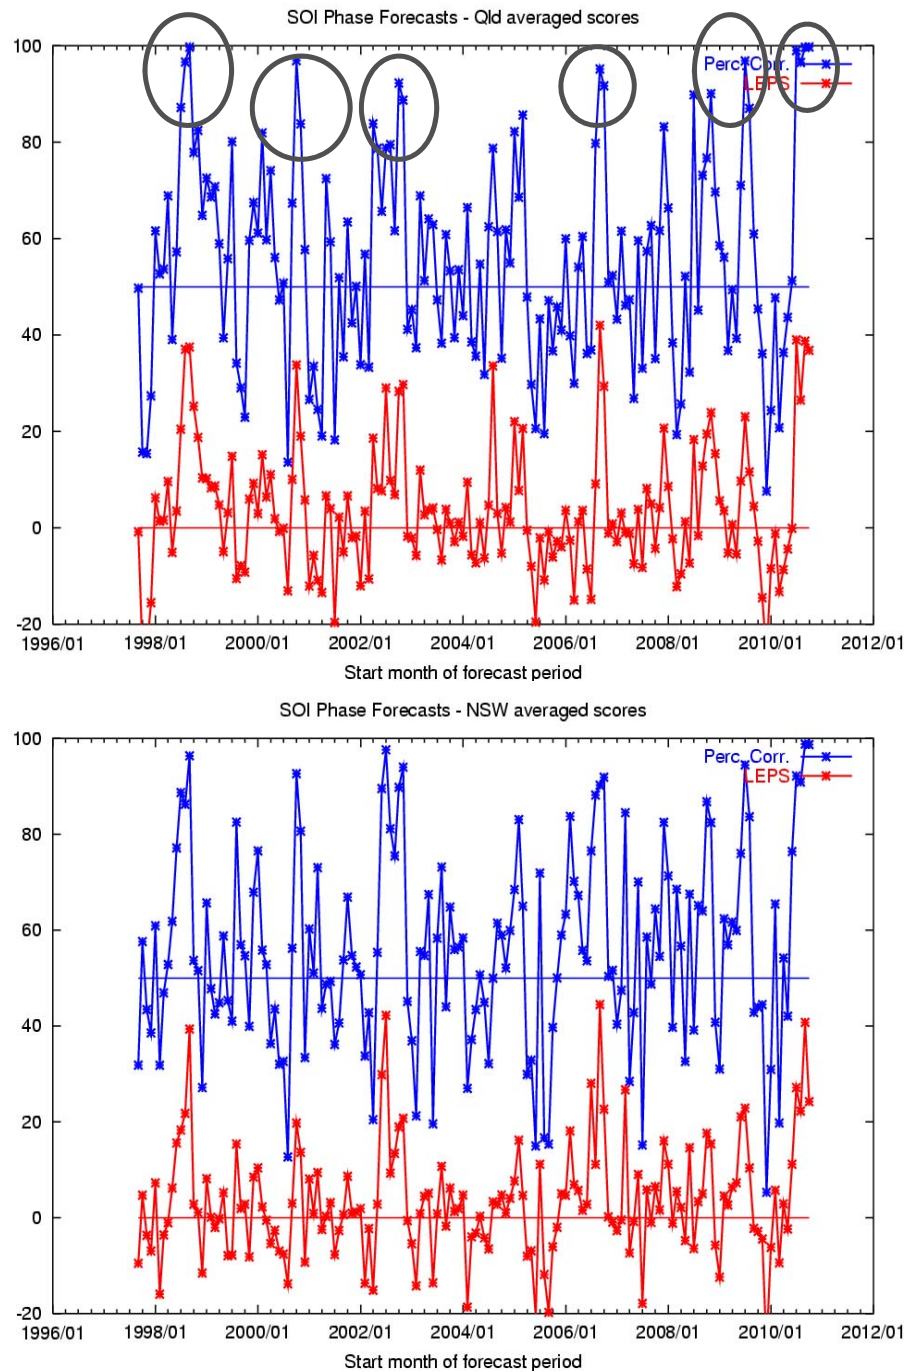 SOI Phase Forecasts - Qld averaged scores
100
Perc. Corr.
LEPS
80
60
40
20
0
-20
1996/01 1998/01 2000/01 2002/01 2004/01 2006/01 2008/01 2010/01 2012/01
Start month of forecast period
SOI Phase Forecasts - NSW averaged scores
100
Perc. Corr.
LEPS
80
60
40
20
0
-20
1996/01 1998/01 2000/01 2002/01 2004/01 2006/01 2008/01 2010/01 2012/01
Start month of forecast period